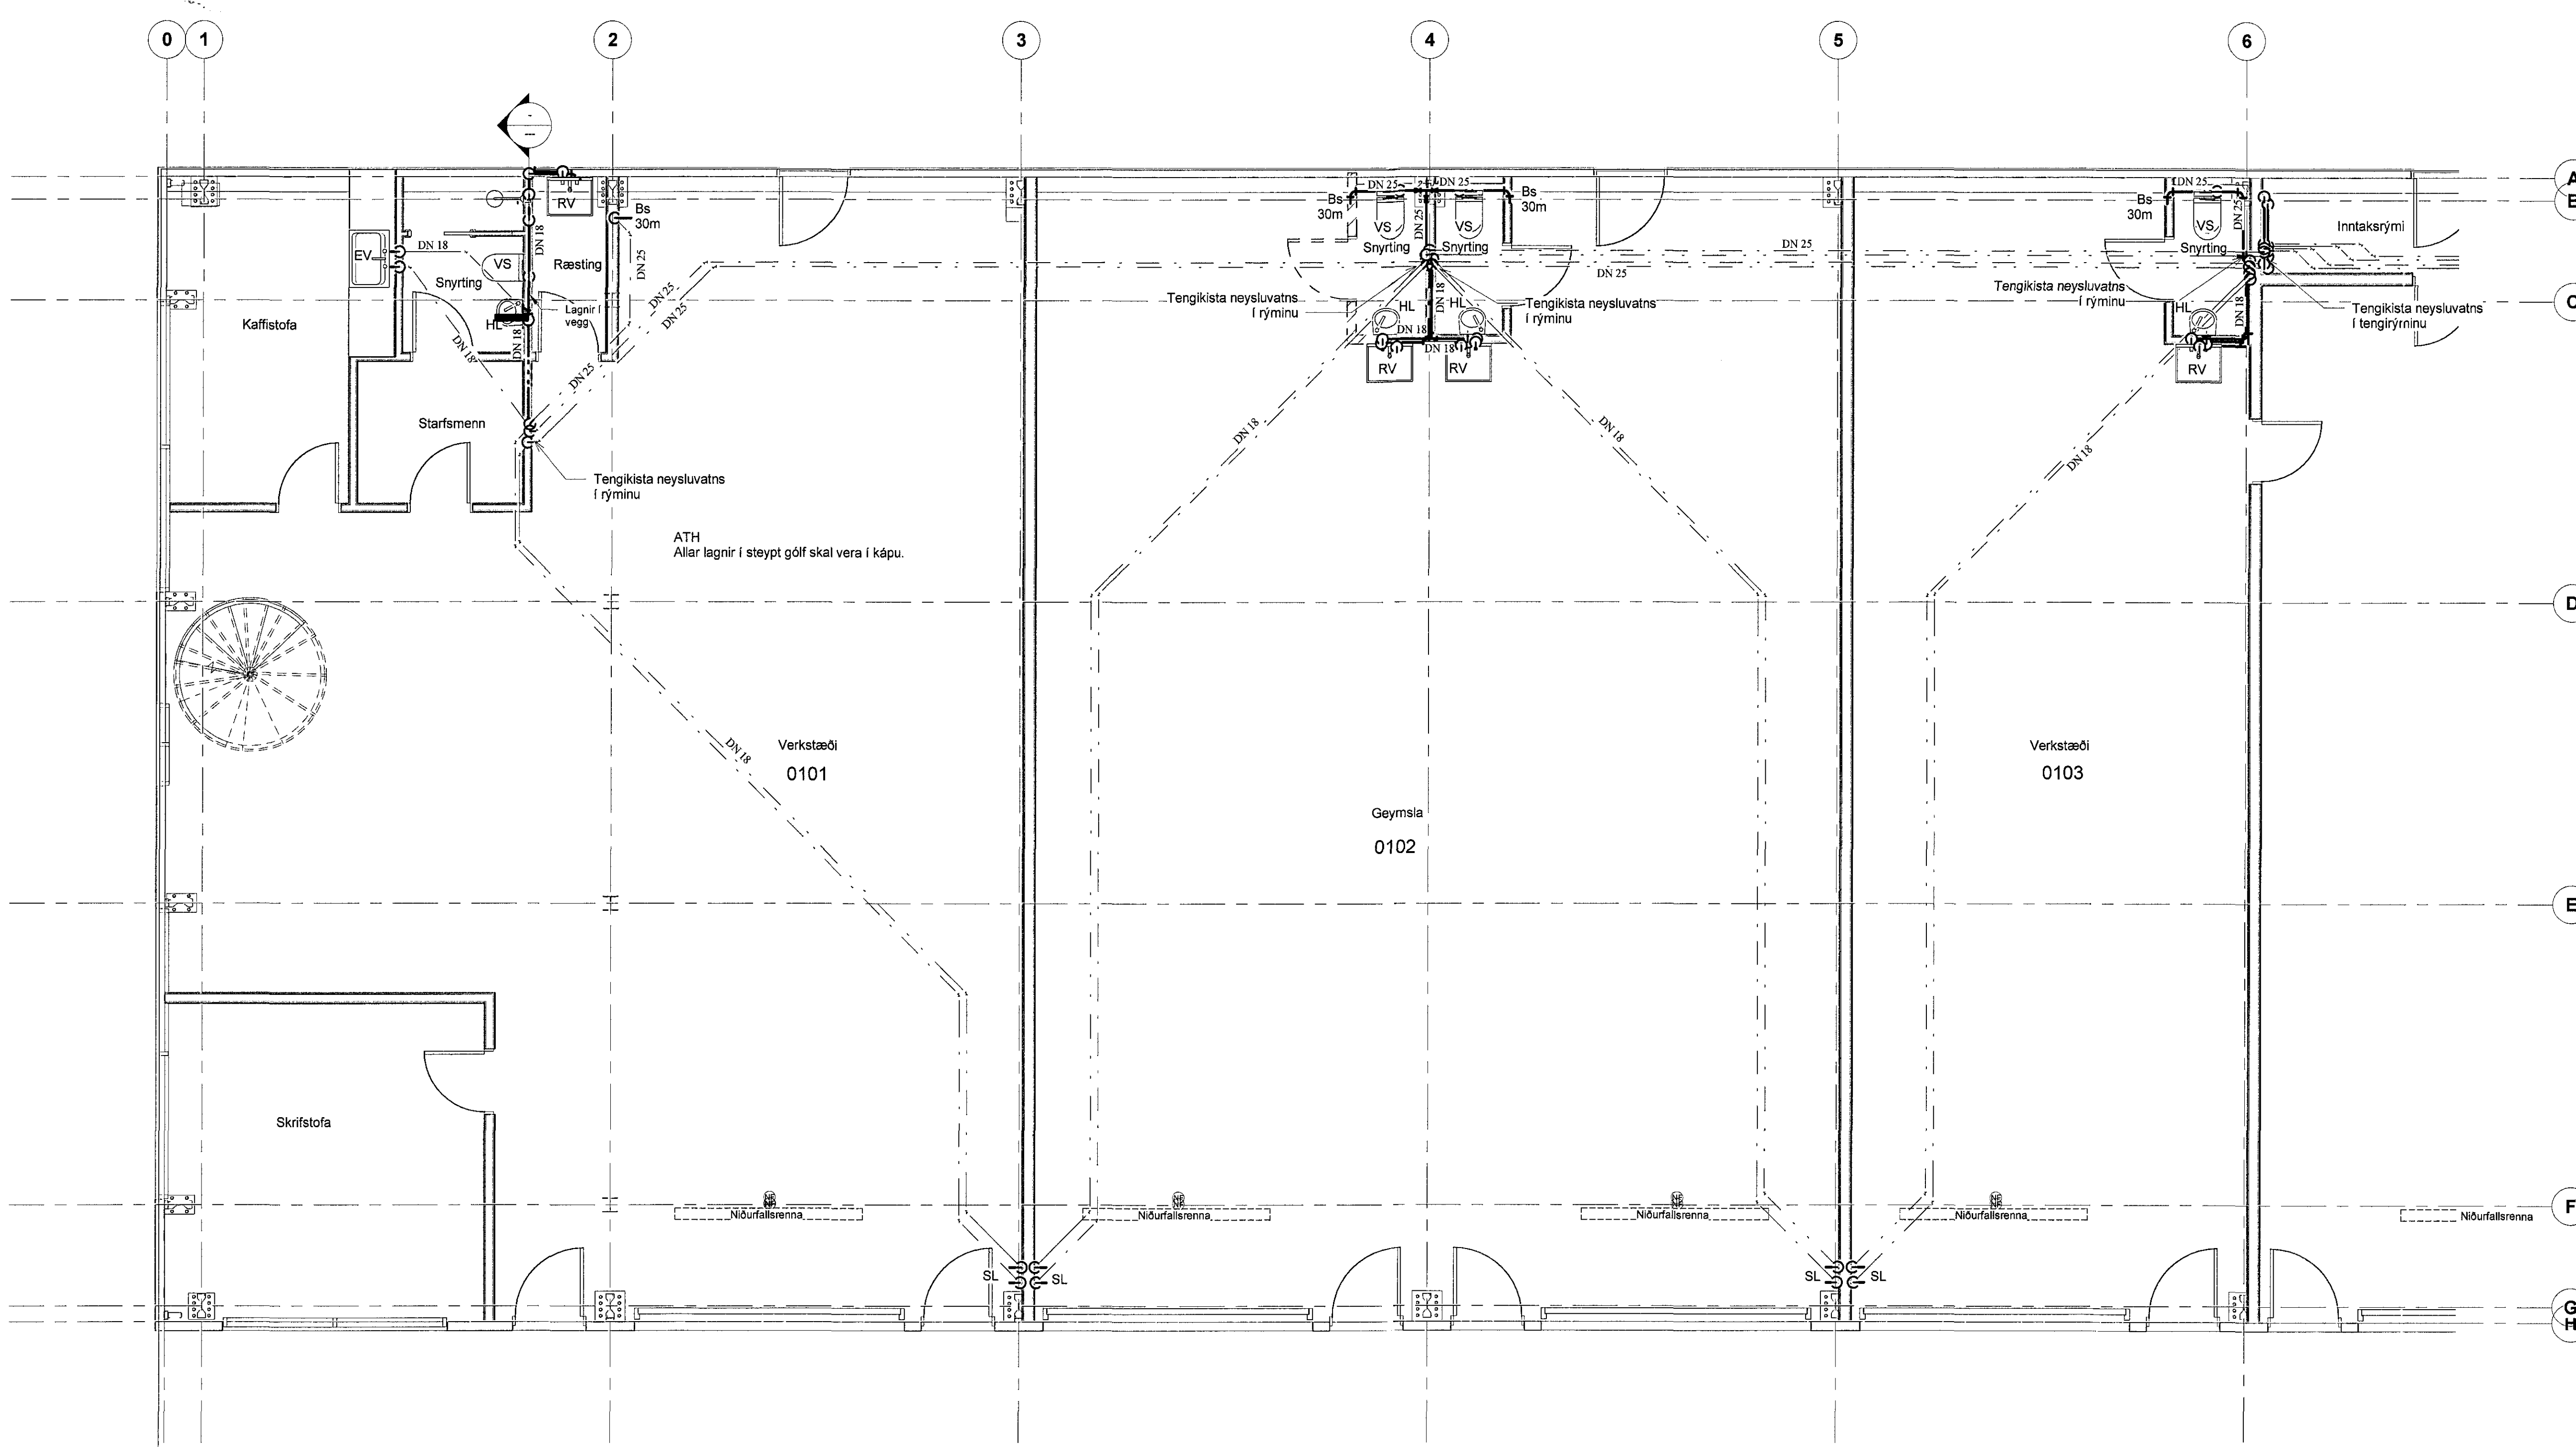 0
1
2
3
4
5
6
A
B
C
D
E
F
G
H
RV
Bs
30m
DN 18
DN 25
EV
DN 18
VS
Ræsting
Snyrting
HL
Lagnir í
vegg
DN 18
DN 18
DN 25
DN 25
DN 25
Kaffistofa
Starfsmenn
Tengikista neysluvatns
í rýminu
ATH
Allar lagnir í steypt gólf skal vera í kápu.
DN 18
Verkstæði
0101
Skrifstofa
Niðurfallsrenna
SL
SL
DN 25
DN 25
Bs
30m
Bs
30m
VS
VS
DN 25
Snyrting
Snyrting
Tengikista neysluvatns
í rýminu
HL
HL
DN 18
Tengikista neysluvatns
í rýminu
DN 18
DN 18
RV
RV
DN 25
DN 25
DN 18
DN 18
Geymsla
0102
Niðurfallsrenna
Niðurfallsrenna
SL
SL
DN 25
Bs
30m
VS
DN 25
Snyrting
Inntaksrými
Tengikista neysluvatns
í rýminu
HL
DN 18
Tengikista neysluvatns
í tengirýminu
RV
DN 18
Verkstæði
0103
Niðurfallsrenna
Niðurfallsrenna